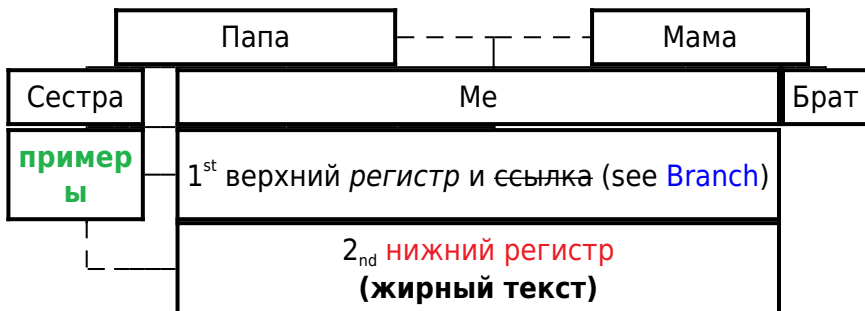 Папа Мама
Сестра Me Брат
пример
ы
1st верхний регистр и ссылка (see Branch)
2nd нижний регистр
(жирный текст)